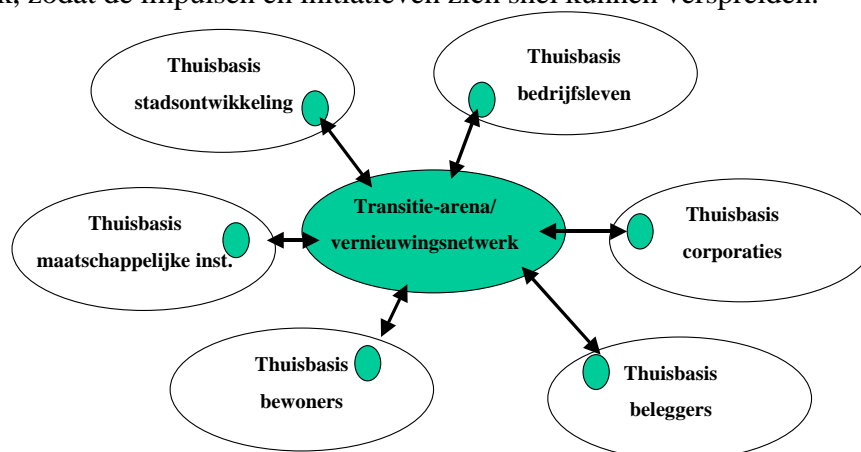 k, zodat de impulsen en initiatieven zich snel kunnen verspreiden.
Thuisbasis
stadsontwikkeling
Thuisbasis
bedrijfsleven
Transitie-arena/
vernieuwingsnetwerk
Thuisbasis
maatschappelijke inst.
Thuisbasis
corporaties
Thuisbasis
bewoners
Thuisbasis
beleggers